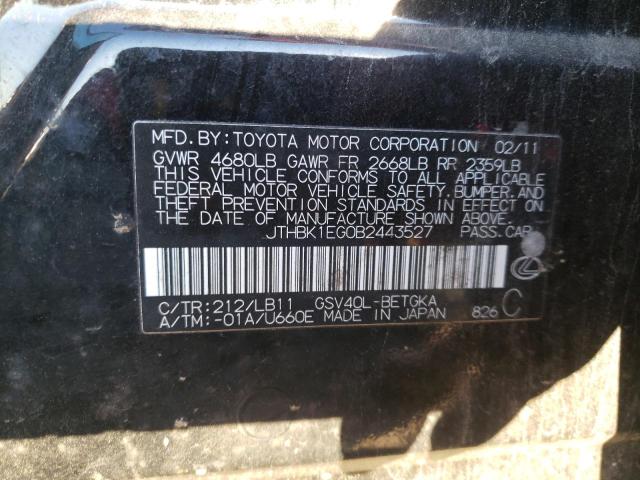 MFD. BY: TOYOTA MOTOR CORPORATION 02/11
GVWR 4680LB GAWR FR 2668LB RR 2359LB
THIS VEHICLE CONFORMS TO ALL APPLICABLE
FEDERAL MOTOR VEHICLE SAFETY, BUMPER, AND
THEFT PREVENTION STANDARDS IN EFFECT ON
THE DATE OF MANUFACTURE SHOWN ABOVE.
JTHBK1EG0B2443527 PASS. CAR
C/TR: 212/LB11 GSV40L-BETGKA
A/TM: -01A/U660E MADE IN JAPAN 826 C